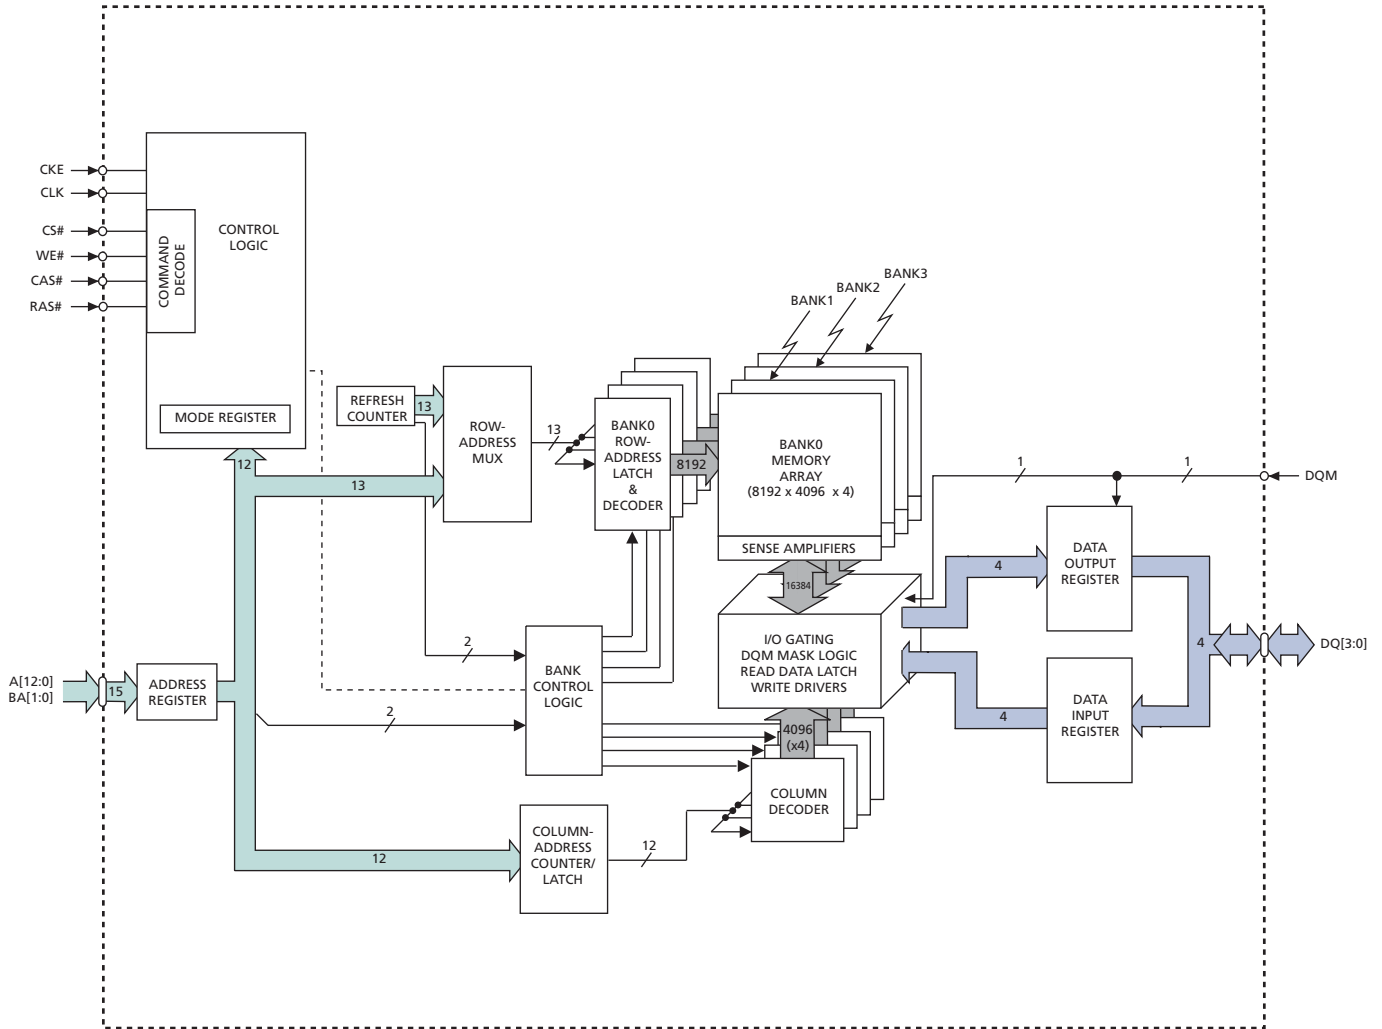 CKE
CLK
CS#
WE#
CAS#
RAS#
COMMAND
DECODE
CONTROL
LOGIC
MODE REGISTER
12
REFRESH
COUNTER
13
13
ROW-
ADDRESS
MUX
13
BANK0
ROW-
ADDRESS
LATCH
&
DECODER
8192
BANK1
BANK2
BANK3
BANK0
MEMORY
ARRAY
(8192 x 4096 x 4)
SENSE AMPLIFIERS
16384
I/O GATING
DQM MASK LOGIC
READ DATA LATCH
WRITE DRIVERS
1
1
DQM
4
DATA
OUTPUT
REGISTER
4
DQ[3:0]
4
DATA
INPUT
REGISTER
A[12:0]
BA[1:0]
15
ADDRESS
REGISTER
2
2
BANK
CONTROL
LOGIC
4096
(x4)
COLUMN
DECODER
12
COLUMN-
ADDRESS
COUNTER/
LATCH
12